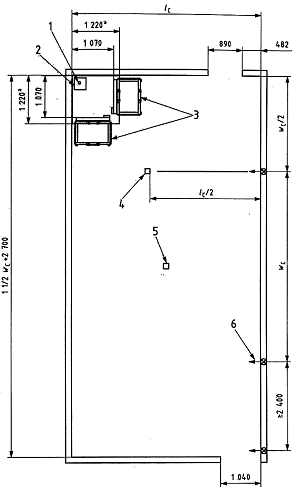 l_c
1 220ᵃ
890
482
1
1 070
2
1 220ᵃ
1 070
3
w_c/2
4
l_c/2
5
w_c
1 1/2 w_c + 2 700
6
≥2 400
1.040